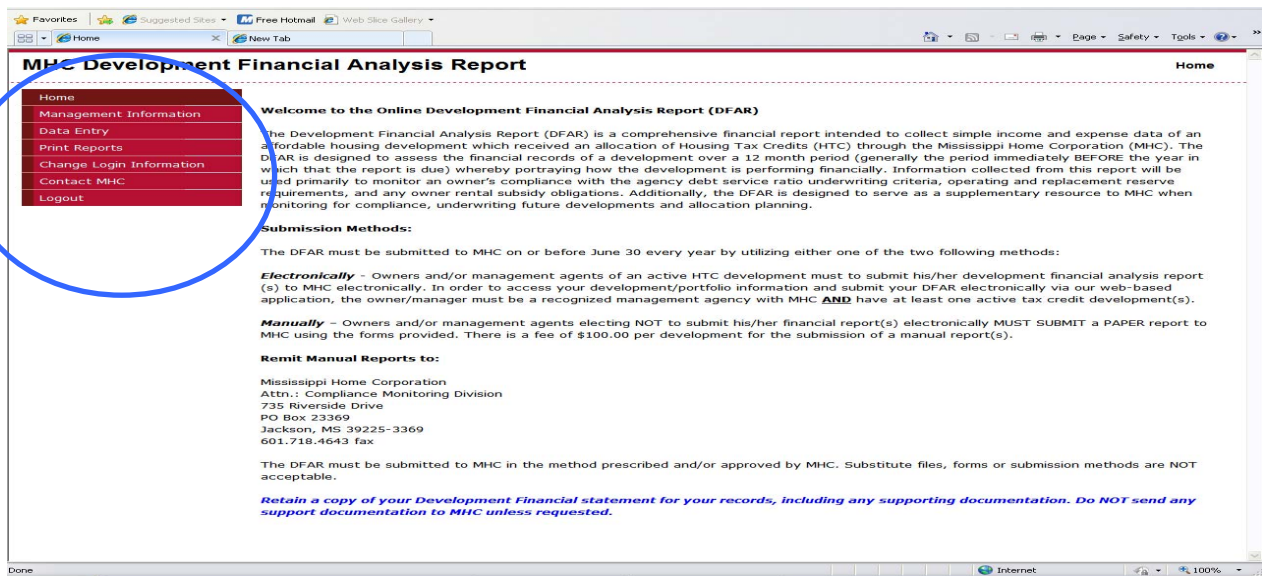 Favorites Suggested Sites Free Hotmail Web Slice Gallery
Home New Tab Page Safety Tools
MHC Development Financial Analysis Report Home
Home
Management Information
Data Entry
Print Reports
Change Login Information
Contact MHC
Logout
Welcome to the Online Development Financial Analysis Report (DFAR)
The Development Financial Analysis Report (DFAR) is a comprehensive financial report intended to collect simple income and expense data of an
affordable housing development which received an allocation of Housing Tax Credits (HTC) through the Mississippi Home Corporation (MHC). The
DFAR is designed to assess the financial records of a development over a 12 month period (generally the period immediately BEFORE the year in
which that the report is due) whereby portraying how the development is performing financially. Information collected from this report will be
used primarily to monitor an owner's compliance with the agency debt service ratio underwriting criteria, operating and replacement reserve
requirements, and any owner rental subsidy obligations. Additionally, the DFAR is designed to serve as a supplementary resource to MHC when
monitoring for compliance, underwriting future developments and allocation planning.
Submission Methods:
The DFAR must be submitted to MHC on or before June 30 every year by utilizing either one of the two following methods:
Electronically - Owners and/or management agents of an active HTC development must to submit his/her development financial analysis report
(s) to MHC electronically. In order to access your development/portfolio information and submit your DFAR electronically via our web-based
application, the owner/manager must be a recognized management agency with MHC AND have at least one active tax credit development(s).
Manually – Owners and/or management agents electing NOT to submit his/her financial report(s) electronically MUST SUBMIT a PAPER report to
MHC using the forms provided. There is a fee of $100.00 per development for the submission of a manual report(s).
Remit Manual Reports to:
Mississippi Home Corporation
Attn.: Compliance Monitoring Division
735 Riverside Drive
PO Box 23369
Jackson, MS 39225-3369
601.718.4643 fax
The DFAR must be submitted to MHC in the method prescribed and/or approved by MHC. Substitute files, forms or submission methods are NOT
acceptable.
Retain a copy of your Development Financial statement for your records, including any supporting documentation. Do NOT send any
support documentation to MHC unless requested.
Done Internet 100%